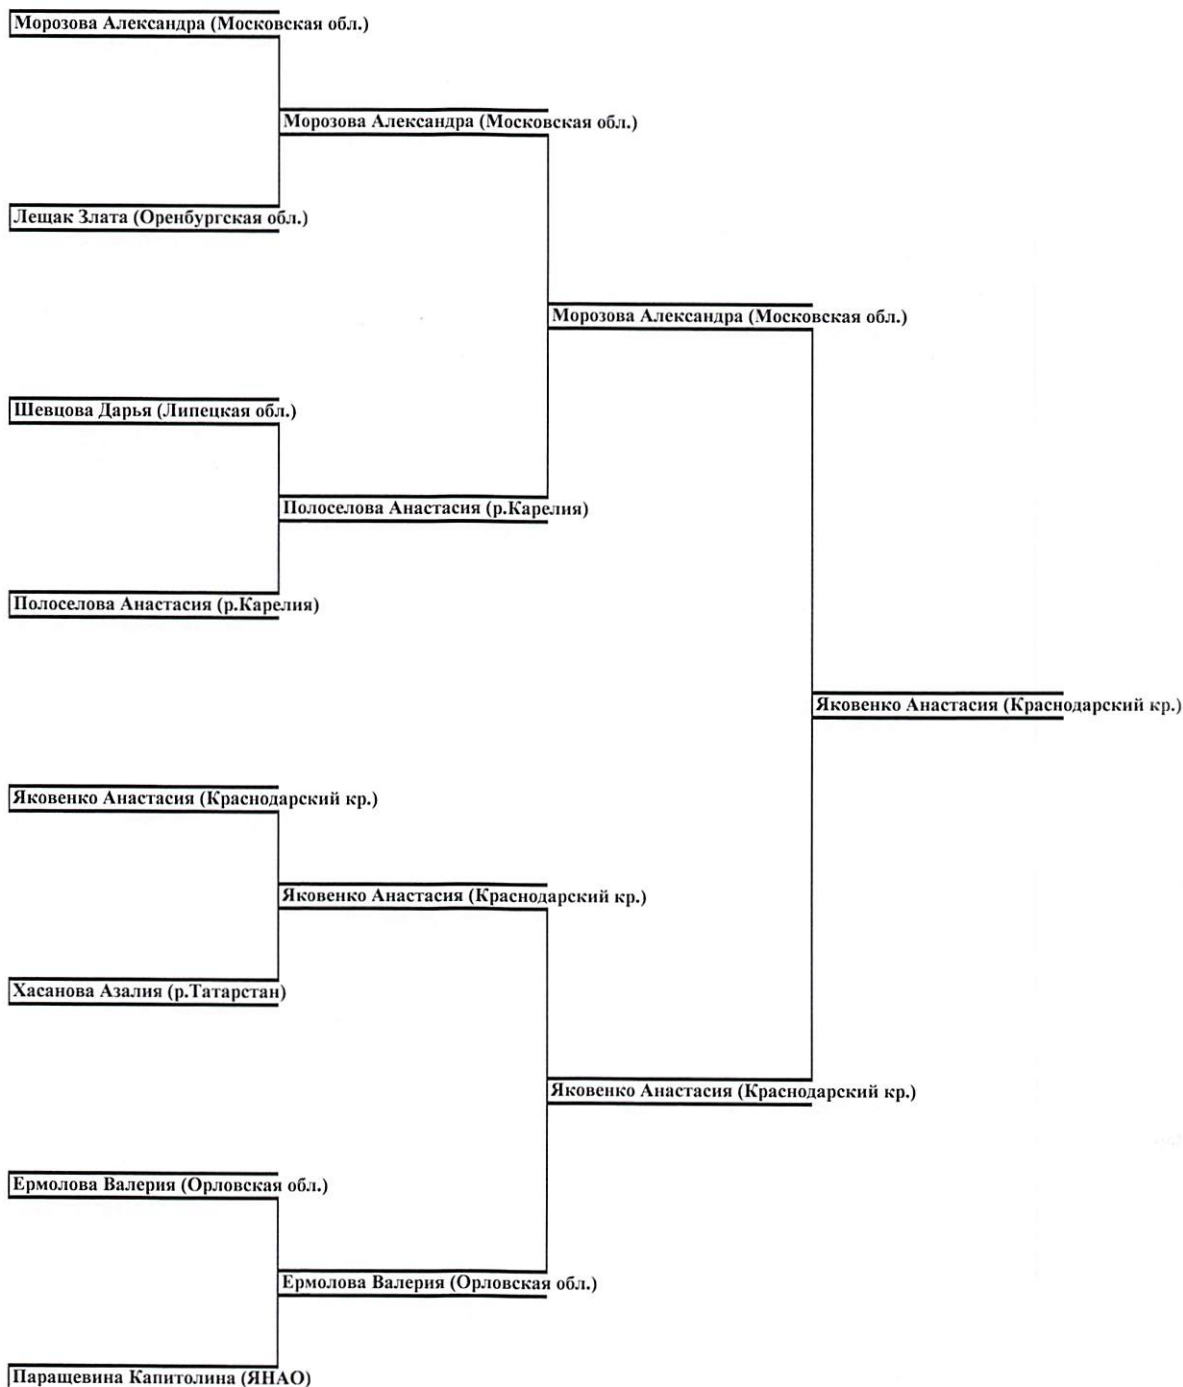 Морозова Александра (Московская обл.)
Морозова Александра (Московская обл.)
Лещак Злата (Оренбургская обл.)
Морозова Александра (Московская обл.)
Шевцова Дарья (Липецкая обл.)
Полоселова Анастасия (р.Карелия)
Полоселова Анастасия (р.Карелия)
Яковенко Анастасия (Краснодарский кр.)
Яковенко Анастасия (Краснодарский кр.)
Яковенко Анастасия (Краснодарский кр.)
Хасанова Азалия (р.Татарстан)
Яковенко Анастасия (Краснодарский кр.)
Ермолова Валерия (Орловская обл.)
Ермолова Валерия (Орловская обл.)
Паращевина Капитолина (ЯНАО)